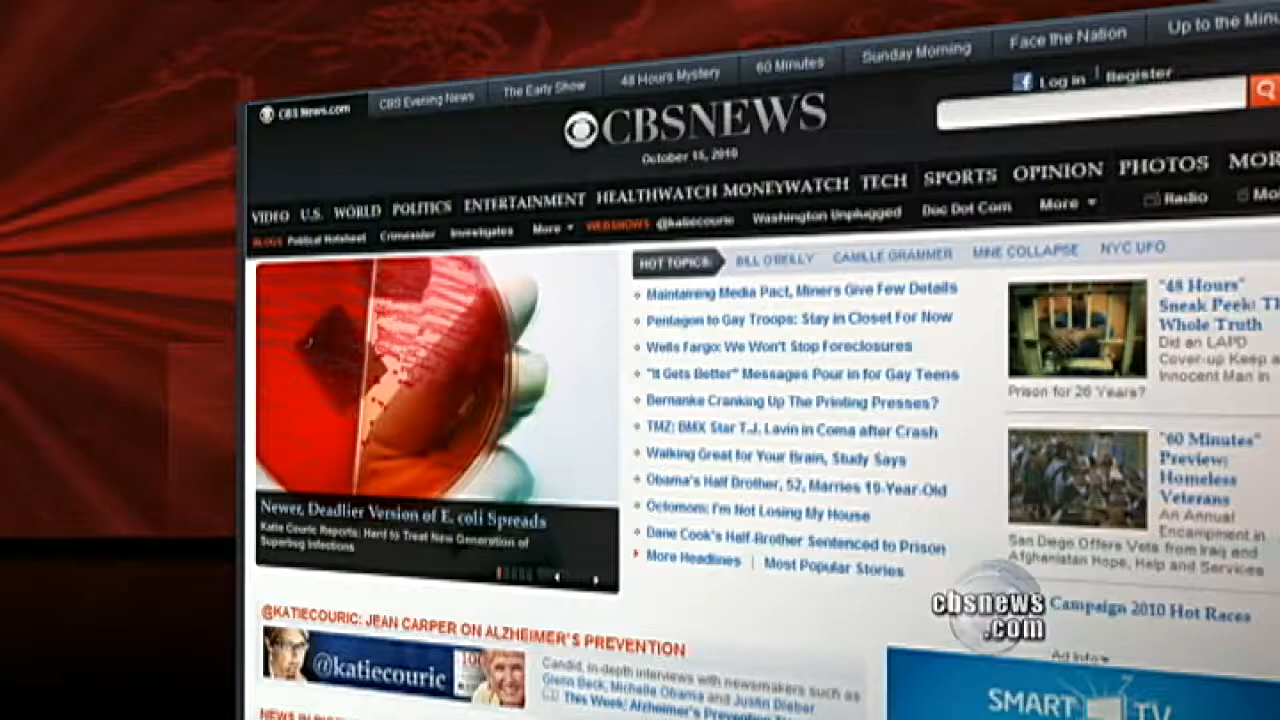 CBS News.com
CBS Evening News
The Early Show
48 Hours Mystery
60 Minutes
Sunday Morning
Face the Nation
Up to the Minu
Log In | Register
CBSNEWS
October 15, 2010
VIDEO U.S. WORLD POLITICS ENTERTAINMENT HEALTHWATCH MONEYWATCH TECH SPORTS OPINION PHOTOS MOR
BLOGS Political Hotsheet Crimesider Investigates More WEBSHOWS @katiecouric Washington Unplugged Doc Dot Com More Radio Mo
HOT TOPICS BILL O'REILLY CAMILLE GRAMMER MINE COLLAPSE NYC UFO
Maintaining Media Pact, Miners Give Few Details
Pentagon to Gay Troops: Stay in Closet For Now
Wells Fargo: We Won't Stop Foreclosures
"It Gets Better" Messages Pour in for Gay Teens
Bernanke Cranking Up The Printing Presses?
TMZ: BMX Star T.J. Lavin in Coma after Crash
Walking Great for Your Brain, Study Says
Obama's Half Brother, 52, Marries 19-Year-Old
Octomom: I'm Not Losing My House
Dane Cook's Half-Brother Sentenced to Prison
More Headlines | Most Popular Stories
"48 Hours"
Sneak Peek: Th
Whole Truth
Did an LAPD
Cover-up Keep a
Innocent Man in
Prison for 26 Years?
"60 Minutes"
Preview:
Homeless
Veterans
An Annual
Encampment in
San Diego Offers Vets from Iraq and
Afghanistan Hope, Help and Services
Campaign 2010 Hot Races
Newer, Deadlier Version of E. coli Spreads
Katie Couric Reports: Hard to Treat New Generation of
Superbug Infections
@KATIECOURIC: JEAN CARPER ON ALZHEIMER'S PREVENTION
@katiecouric
100
Candid, in-depth interviews with newsmakers such as
Glenn Beck, Michelle Obama and Justin Bieber
This Week: Alzheimer's Prevention
cbsnews
.com
Ad Info
SMART TV